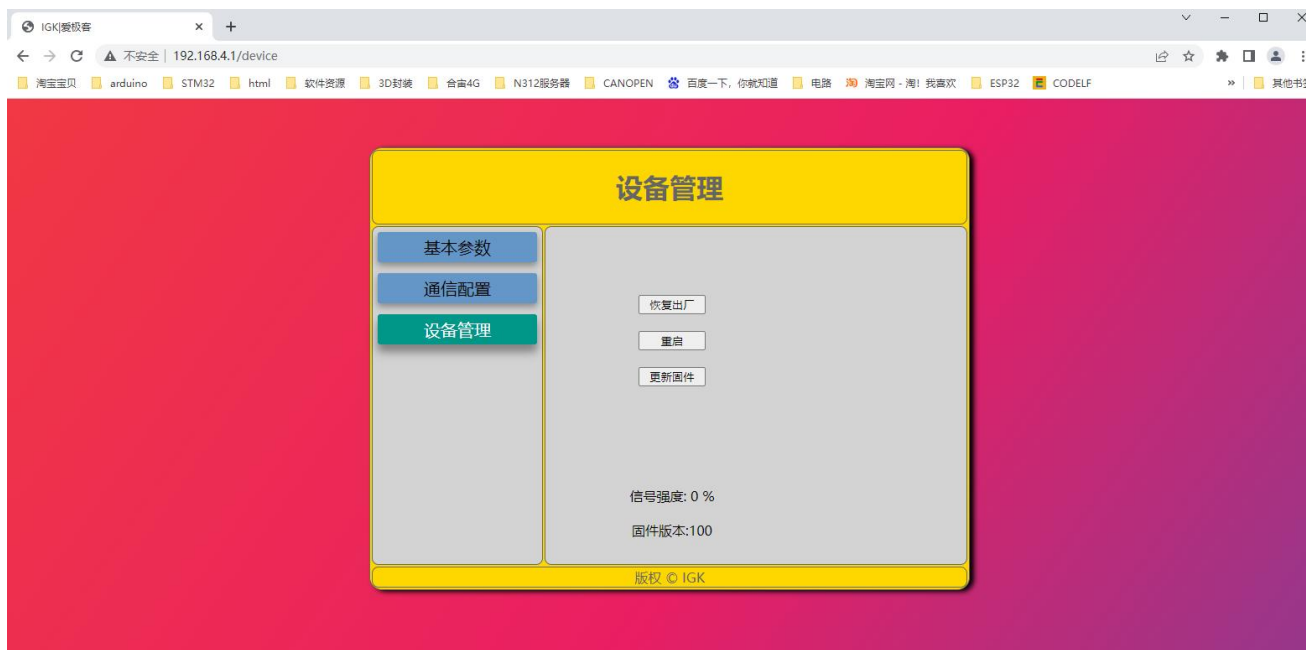 IGK|爱极客
不安全 | 192.168.4.1/device
淘宝宝贝 arduino STM32 html 软件资源 3D封装 合宙4G N312服务器 CANOPEN 百度一下，你就知道 电路 淘宝网 - 淘！我喜欢 ESP32 CODELF » 其他书签
设备管理
基本参数
通信配置
设备管理
恢复出厂
重启
更新固件
信号强度: 0 %
固件版本:100
版权 © IGK